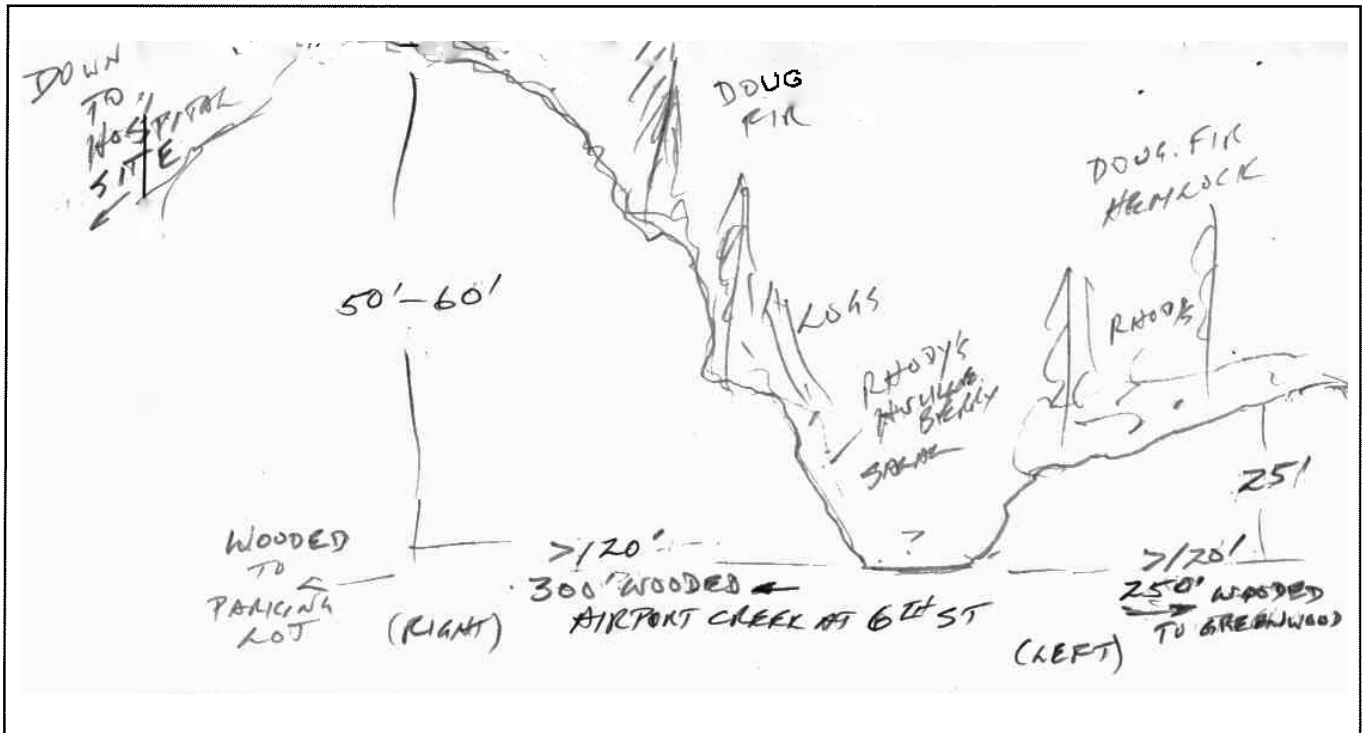 DOWN
TO
HOSPITAL
SITE
DOUG
FIR
DOUG. FIR
HEMLOCK
50'-60'
LOGS
RHODY'S
RHODY'S
BERRY
SALAL
25'
WOODED
TO
PARKING
LOT
(RIGHT)
>120'
300' WOODED
AIRPORT CREEK AT 6TH ST
?
>120'
250' WOODED
TO GREENWOOD
(LEFT)